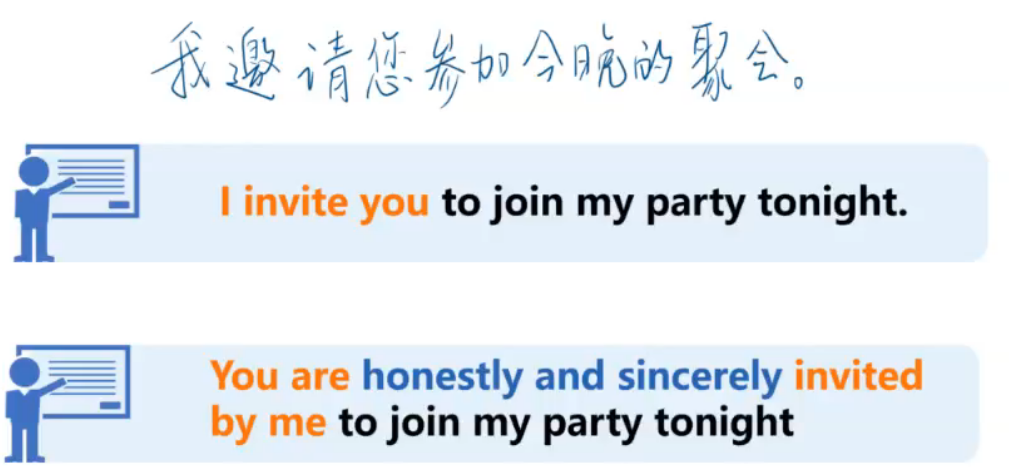 我邀请您参加今晚的聚会。
I invite you to join my party tonight.
You are honestly and sincerely invited
by me to join my party tonight